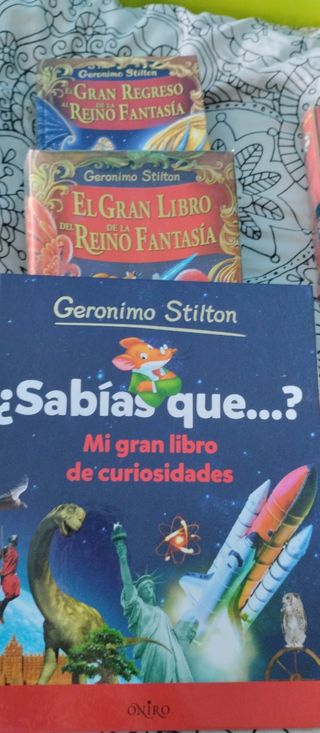 Geronimo Stilton
EL GRAN REGRESO
AL REINO DE LA FANTASÍA
Geronimo Stilton
EL GRAN LIBRO
DEL REINO DE LA FANTASÍA
Geronimo Stilton
¿Sabías que...?
Mi gran libro
de curiosidades
ONIRO